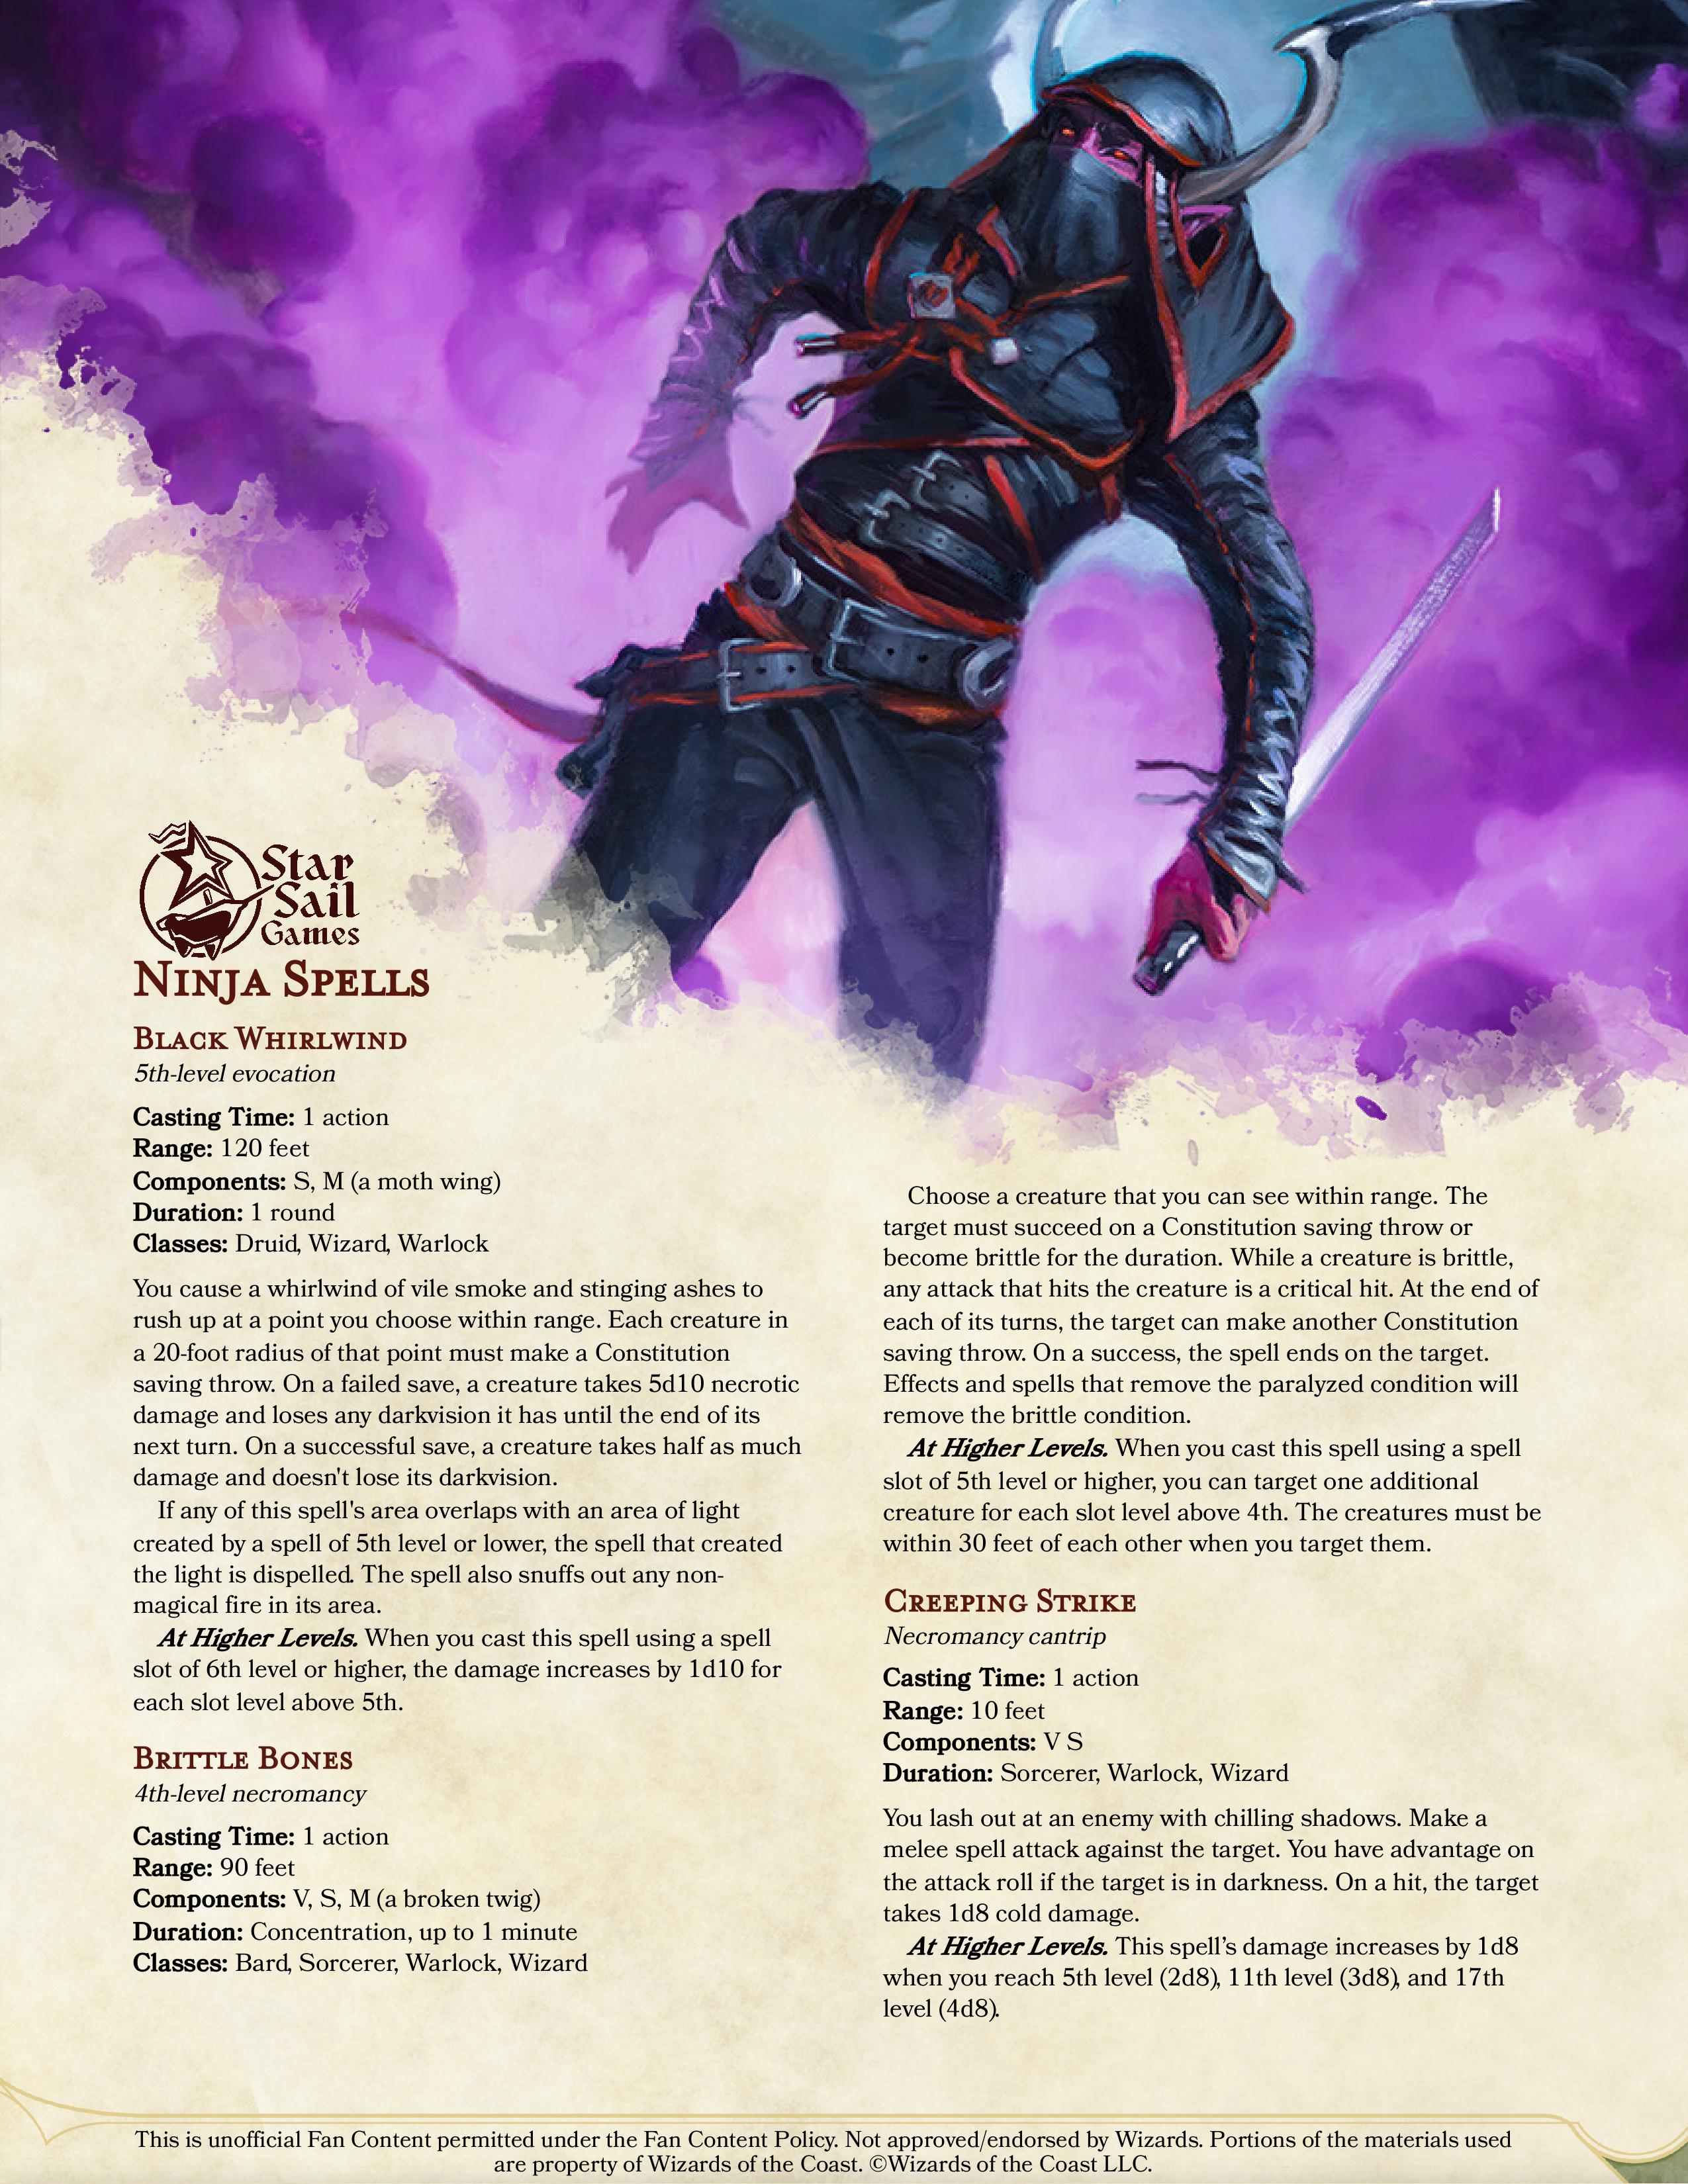 Star
Sail
Games
Ninja Spells
Black Whirlwind
5th-level evocation
Casting Time: 1 action
Range: 120 feet
Components: S, M (a moth wing)
Duration: 1 round
Classes: Druid, Wizard, Warlock
You cause a whirlwind of vile smoke and stinging ashes to
rush up at a point you choose within range. Each creature in
a 20-foot radius of that point must make a Constitution
saving throw. On a failed save, a creature takes 5d10 necrotic
damage and loses any darkvision it has until the end of its
next turn. On a successful save, a creature takes half as much
damage and doesn't lose its darkvision.
If any of this spell's area overlaps with an area of light
created by a spell of 5th level or lower, the spell that created
the light is dispelled. The spell also snuffs out any non-
magical fire in its area.
At Higher Levels. When you cast this spell using a spell
slot of 6th level or higher, the damage increases by 1d10 for
each slot level above 5th.
Brittle Bones
4th-level necromancy
Casting Time: 1 action
Range: 90 feet
Components: V, S, M (a broken twig)
Duration: Concentration, up to 1 minute
Classes: Bard, Sorcerer, Warlock, Wizard
Choose a creature that you can see within range. The
target must succeed on a Constitution saving throw or
become brittle for the duration. While a creature is brittle,
any attack that hits the creature is a critical hit. At the end of
each of its turns, the target can make another Constitution
saving throw. On a success, the spell ends on the target.
Effects and spells that remove the paralyzed condition will
remove the brittle condition.
At Higher Levels. When you cast this spell using a spell
slot of 5th level or higher, you can target one additional
creature for each slot level above 4th. The creatures must be
within 30 feet of each other when you target them.
Creeping Strike
Necromancy cantrip
Casting Time: 1 action
Range: 10 feet
Components: V S
Duration: Sorcerer, Warlock, Wizard
You lash out at an enemy with chilling shadows. Make a
melee spell attack against the target. You have advantage on
the attack roll if the target is in darkness. On a hit, the target
takes 1d8 cold damage.
At Higher Levels. This spell’s damage increases by 1d8
when you reach 5th level (2d8), 11th level (3d8), and 17th
level (4d8).
This is unofficial Fan Content permitted under the Fan Content Policy. Not approved/endorsed by Wizards. Portions of the materials used
are property of Wizards of the Coast. ©Wizards of the Coast LLC.